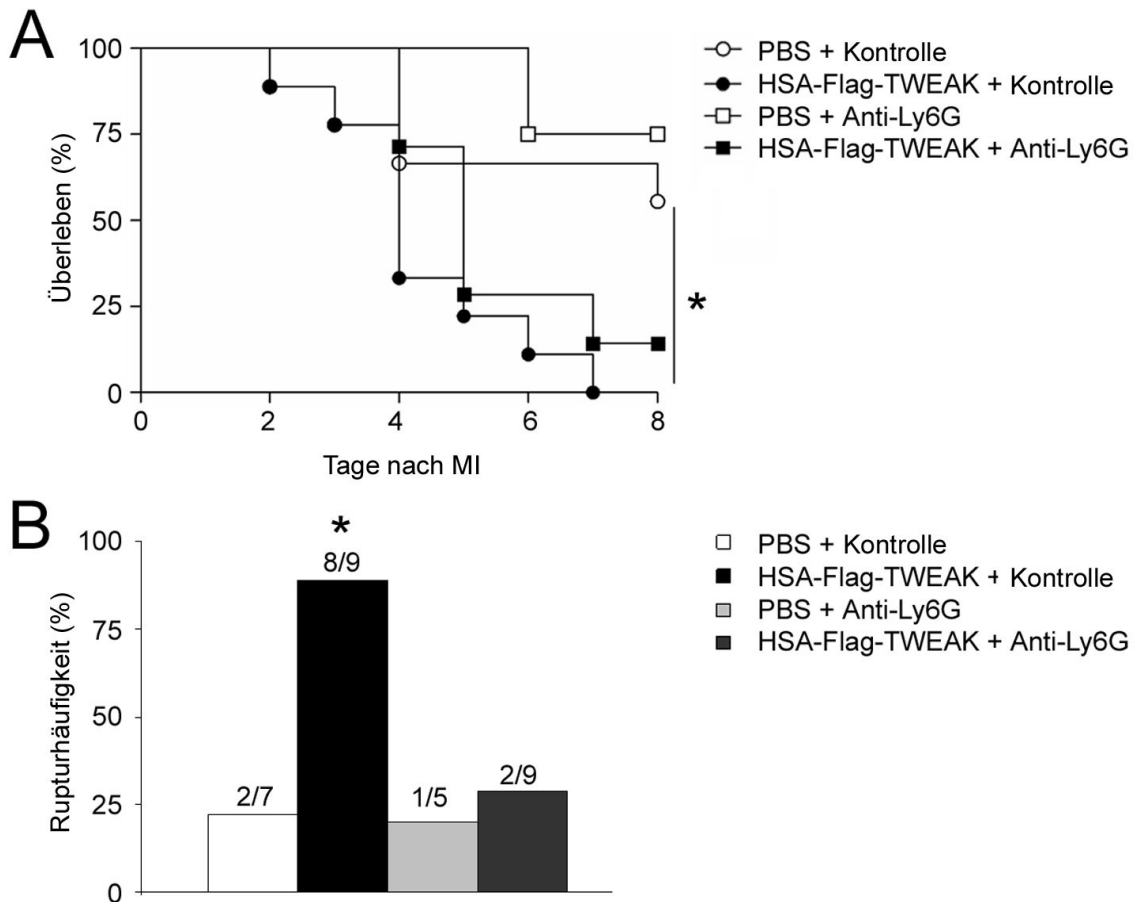 A
100
75
50
25
0
Überleben (%)
0 2 4 6 8
Tage nach MI
PBS + Kontrolle
HSA-Flag-TWEAK + Kontrolle
PBS + Anti-Ly6G
HSA-Flag-TWEAK + Anti-Ly6G
*
B
100
75
50
25
0
Rupturhäufigkeit (%)
*
8/9
2/7
1/5
2/9
PBS + Kontrolle
HSA-Flag-TWEAK + Kontrolle
PBS + Anti-Ly6G
HSA-Flag-TWEAK + Anti-Ly6G